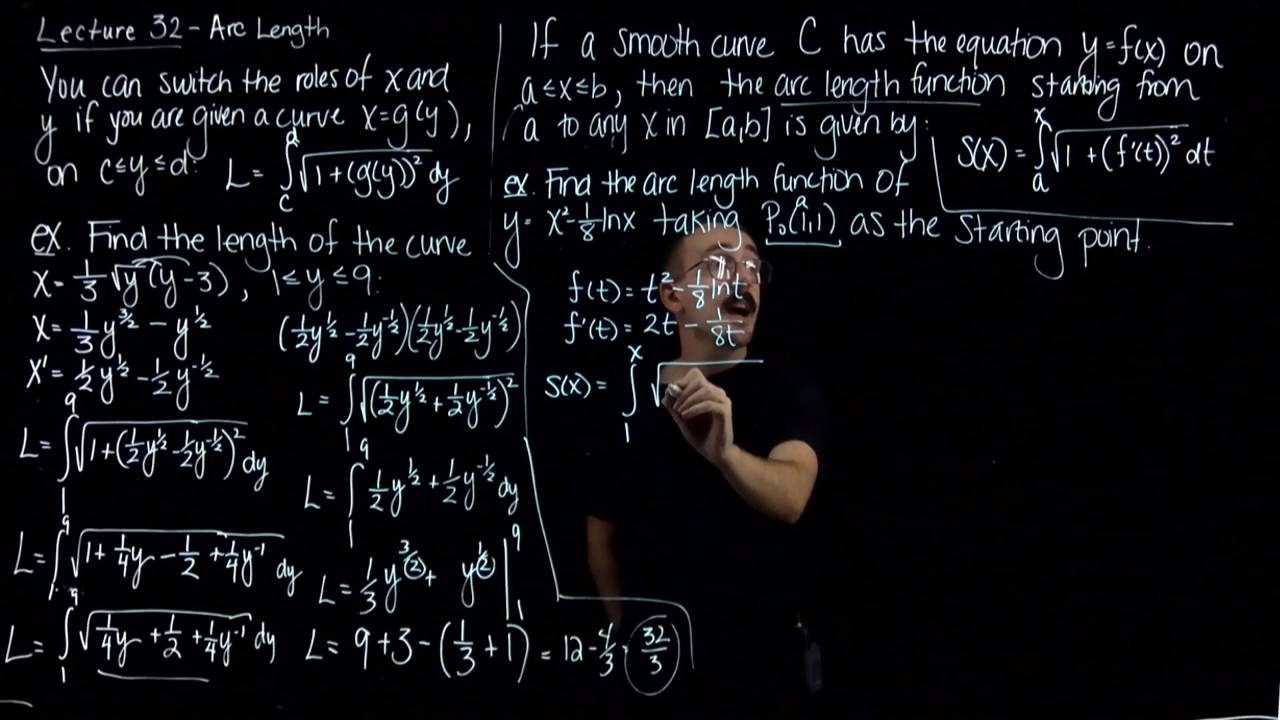 Lecture 32 - Arc Length
You can switch the roles of x and
y if you are given a curve x=g(y),
on c≤y≤d: L = ∫_c^d √(1+(g(y))²) dy
ex. Find the length of the curve
x = 1/3 √y (y-3), 1≤y≤9:
x = 1/3 y^(3/2) - y^(1/2)
x' = 1/2 y^(1/2) - 1/2 y^(-1/2)
L = ∫_1^9 √(1+(1/2 y^(1/2) - 1/2 y^(-1/2))²) dy
L = ∫_1^9 √(1+1/4 y - 1/2 + 1/4 y^(-1)) dy
L = ∫_1^9 √(1/4 y + 1/2 + 1/4 y^(-1)) dy
(1/2 y^(1/2) - 1/2 y^(-1/2))(1/2 y^(1/2) - 1/2 y^(-1/2))
L = ∫_1^9 √((1/2 y^(1/2) + 1/2 y^(-1/2))²)
L = ∫_1^9 1/2 y^(1/2) + 1/2 y^(-1/2) dy
L = 1/3 y^(3/2) + y^(1/2) |_1^9
L = 9+3-(1/3+1) = 12 - 4/3 = 32/3
If a smooth curve C has the equation y=f(x) on
a≤x≤b, then the arc length function starting from
a to any x in [a,b] is given by:
S(x) = ∫_a^x √(1+(f'(t))²) dt
ex. Find the arc length function of
y = x² - 1/8 lnx taking P₀(1,1) as the starting point.
a
f(t) = t² - 1/8 lnt
f'(t) = 2t - 1/8t
S(x) = ∫_1^x √